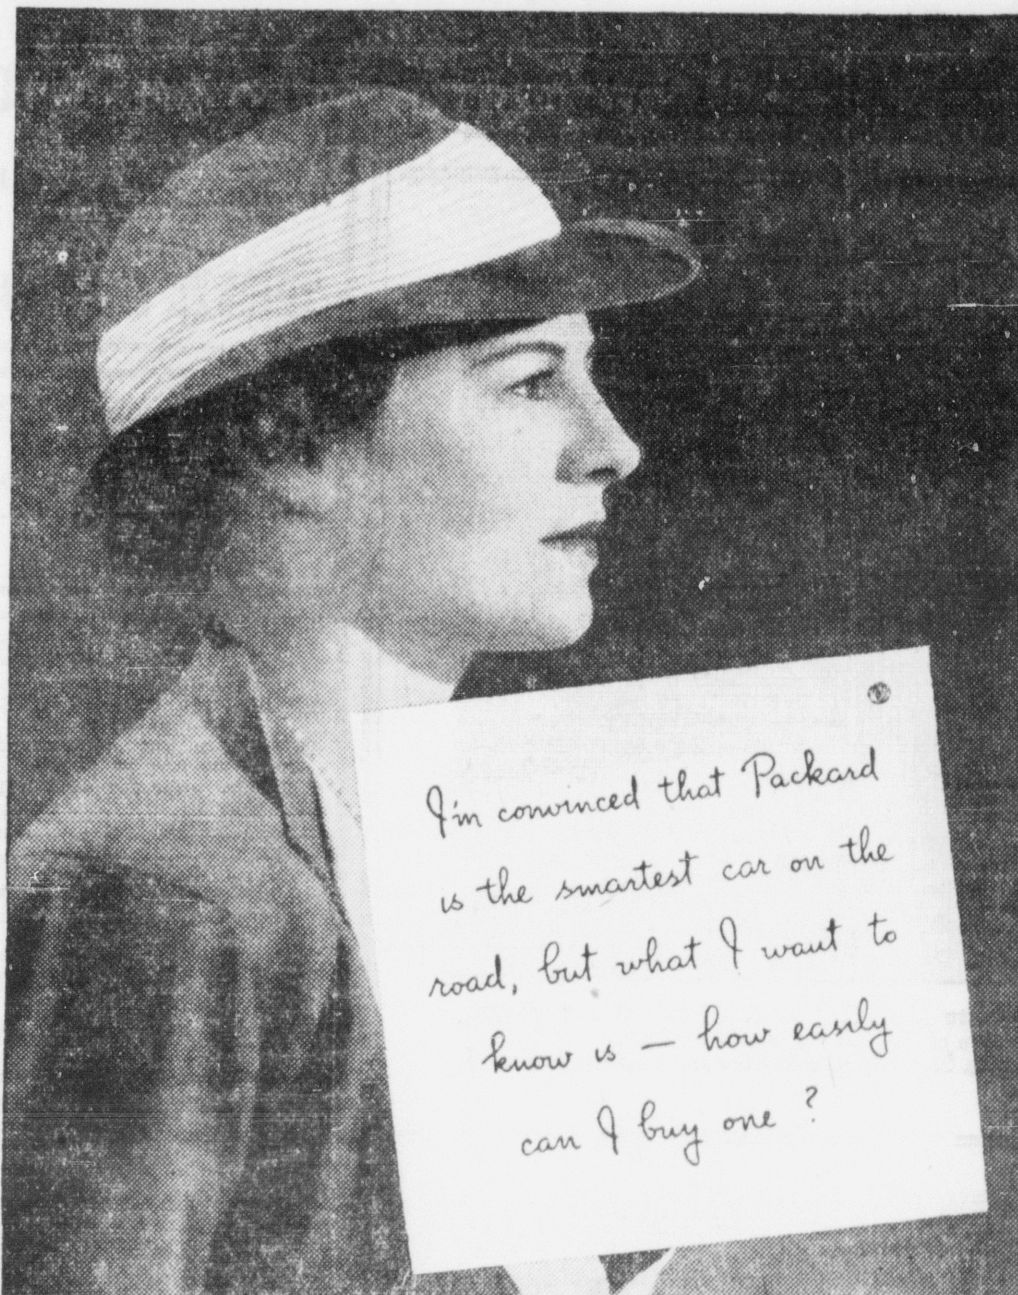 I'm convinced that Packard
is the smartest car on the
road, but what I want to
know is — how easily
can I buy one ?